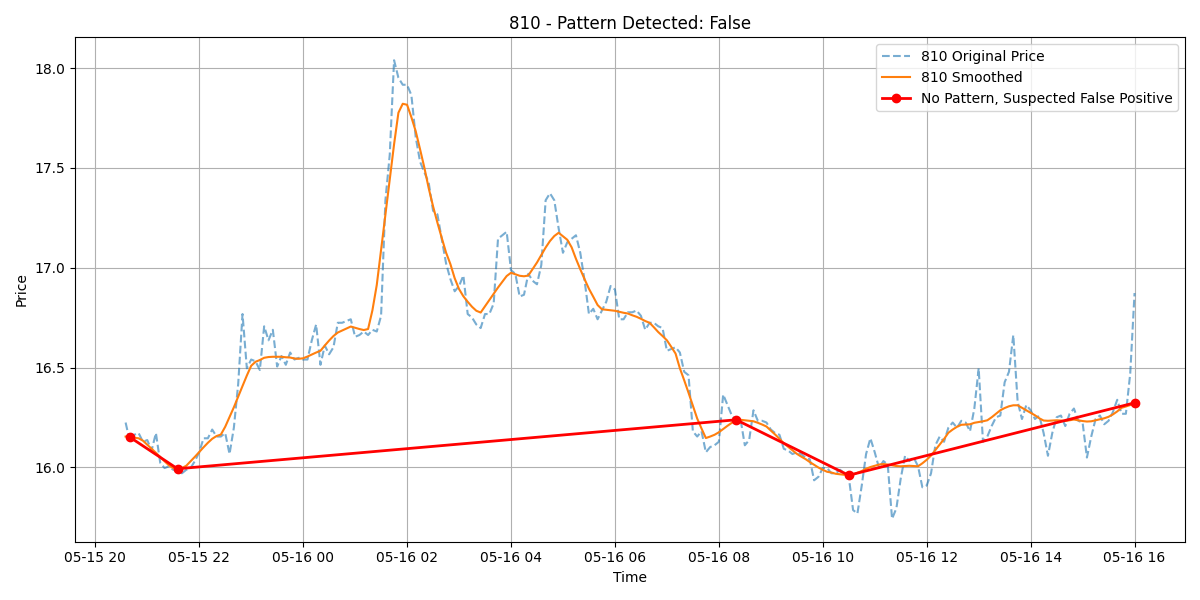 810 - Pattern Detected: False
810 Original Price
810 Smoothed
No Pattern, Suspected False Positive
Price
18.0
17.5
17.0
16.5
16.0
05-15 20 05-15 22 05-16 00 05-16 02 05-16 04 05-16 06 05-16 08 05-16 10 05-16 12 05-16 14 05-16 16
Time